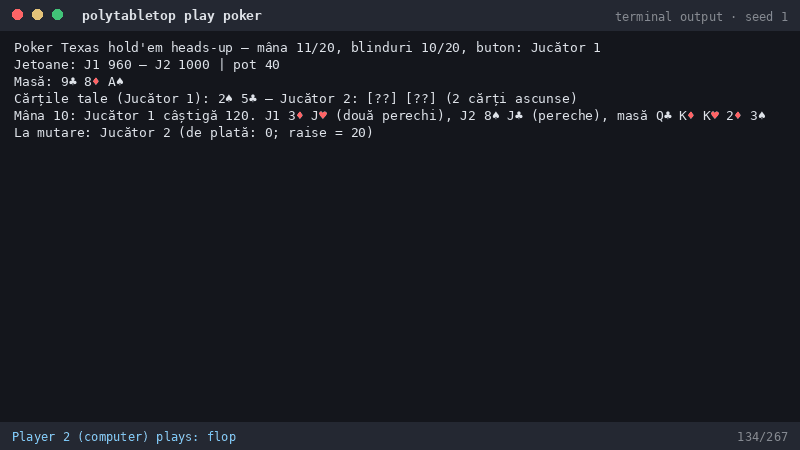 polytabletop play poker
terminal output · seed 1
Poker Texas hold'em heads-up — mâna 11/20, blinduri 10/20, buton: Jucător 1
Jetoane: J1 960 — J2 1000 | pot 40
Masă: 9♣ 8♦ A♠
Cărțile tale (Jucător 1): 2♠ 5♣ — Jucător 2: [??] [??] (2 cărți ascunse)
Mâna 10: Jucător 1 câștigă 120. J1 3♦ J♥ (două perechi), J2 8♠ J♣ (pereche), masă Q♣ K♦ K♥ 2♦ 3♠
La mutare: Jucător 2 (de plată: 0; raise = 20)
Player 2 (computer) plays: flop
134/267